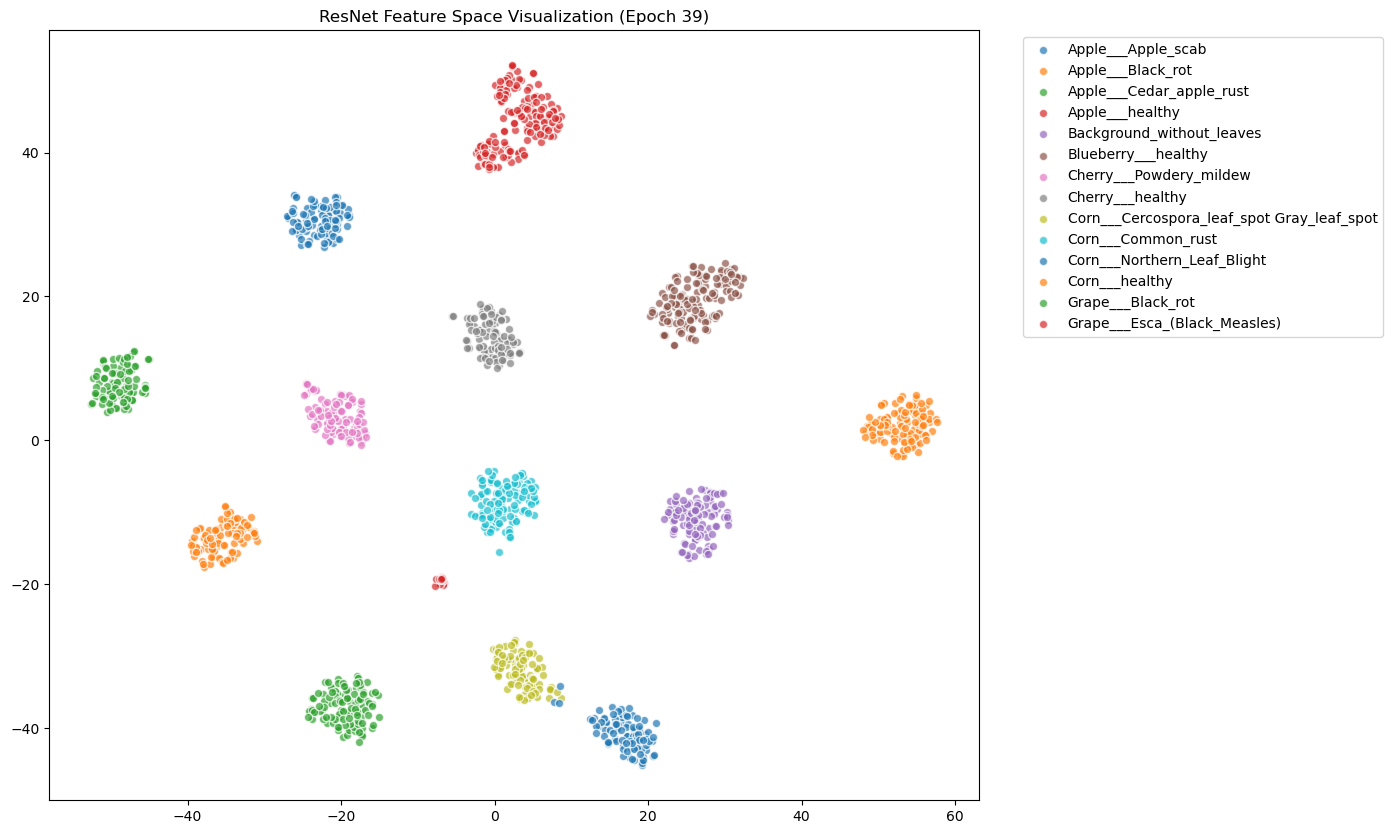 ResNet Feature Space Visualization (Epoch 39)
40
20
0
−20
−40
−40
−20
0
20
40
60
Apple___Apple_scab
Apple___Black_rot
Apple___Cedar_apple_rust
Apple___healthy
Background_without_leaves
Blueberry___healthy
Cherry___Powdery_mildew
Cherry___healthy
Corn___Cercospora_leaf_spot Gray_leaf_spot
Corn___Common_rust
Corn___Northern_Leaf_Blight
Corn___healthy
Grape___Black_rot
Grape___Esca_(Black_Measles)